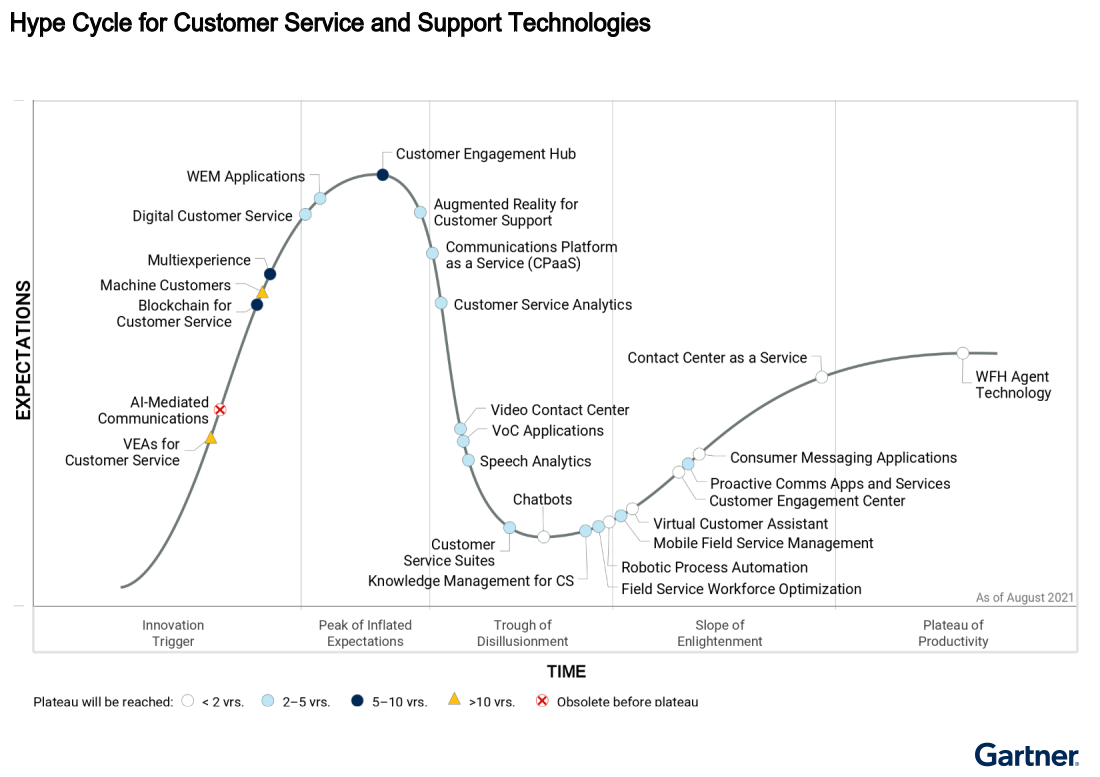 Hype Cycle for Customer Service and Support Technologies
Customer Engagement Hub
WEM Applications
Digital Customer Service
Augmented Reality for
Customer Support
Communications Platform
as a Service (CPaaS)
Multiexperience
Machine Customers
Blockchain for
Customer Service
Customer Service Analytics
EXPECTATIONS
Contact Center as a Service
WFH Agent
Technology
AI-Mediated
Communications
VEAs for
Customer Service
Video Contact Center
VoC Applications
Speech Analytics
Consumer Messaging Applications
Proactive Comms Apps and Services
Customer Engagement Center
Chatbots
Virtual Customer Assistant
Mobile Field Service Management
Customer
Service Suites
Robotic Process Automation
Knowledge Management for CS
Field Service Workforce Optimization
As of August 2021
Innovation
Trigger
Peak of Inflated
Expectations
Trough of
Disillusionment
Slope of
Enlightenment
Plateau of
Productivity
TIME
Plateau will be reached: < 2 yrs. 2–5 yrs. 5–10 yrs. >10 yrs. Obsolete before plateau
Gartner